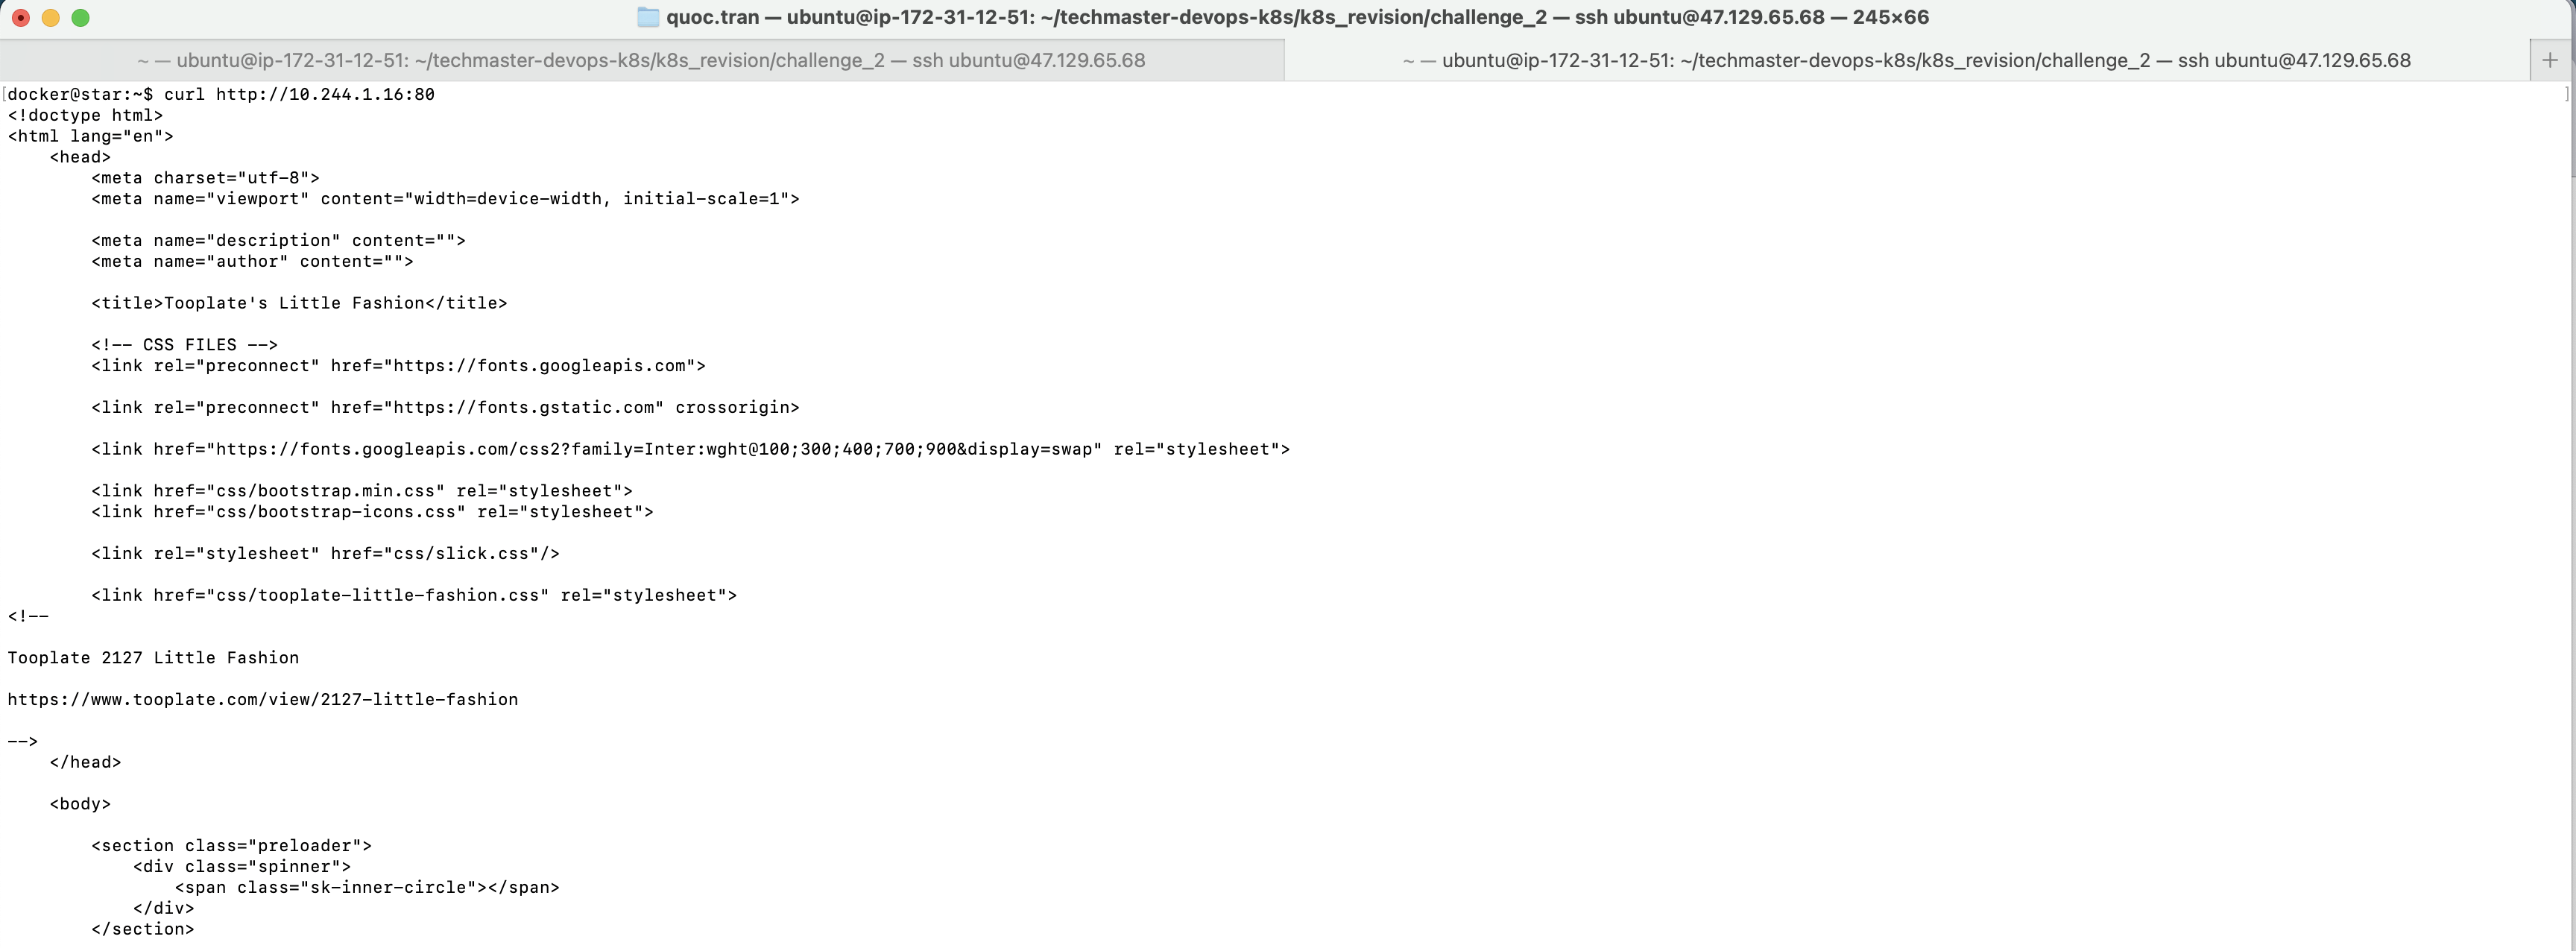 quoc.tran — ubuntu@ip-172-31-12-51: ~/techmaster-devops-k8s/k8s_revision/challenge_2 — ssh ubuntu@47.129.65.68 — 245×66
~ — ubuntu@ip-172-31-12-51: ~/techmaster-devops-k8s/k8s_revision/challenge_2 — ssh ubuntu@47.129.65.68
~ — ubuntu@ip-172-31-12-51: ~/techmaster-devops-k8s/k8s_revision/challenge_2 — ssh ubuntu@47.129.65.68
[docker@star:~$ curl http://10.244.1.16:80 ]
<!doctype html>
<html lang="en">
    <head>
        <meta charset="utf-8">
        <meta name="viewport" content="width=device-width, initial-scale=1">
        <meta name="description" content="">
        <meta name="author" content="">
        <title>Tooplate's Little Fashion</title>
        <!-- CSS FILES -->
        <link rel="preconnect" href="https://fonts.googleapis.com">
        <link rel="preconnect" href="https://fonts.gstatic.com" crossorigin>
        <link href="https://fonts.googleapis.com/css2?family=Inter:wght@100;300;400;700;900&display=swap" rel="stylesheet">
        <link href="css/bootstrap.min.css" rel="stylesheet">
        <link href="css/bootstrap-icons.css" rel="stylesheet">
        <link rel="stylesheet" href="css/slick.css"/>
        <link href="css/tooplate-little-fashion.css" rel="stylesheet">
<!--
Tooplate 2127 Little Fashion
https://www.tooplate.com/view/2127-little-fashion
-->
    </head>
    <body>
        <section class="preloader">
            <div class="spinner">
                <span class="sk-inner-circle"></span>
            </div>
        </section>